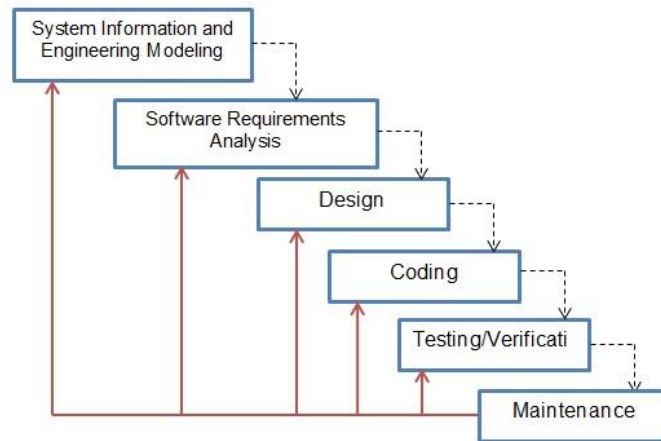 System Information and
Engineering Modeling
Software Requirements
Analysis
Design
Coding
Testing/Verificati
Maintenance